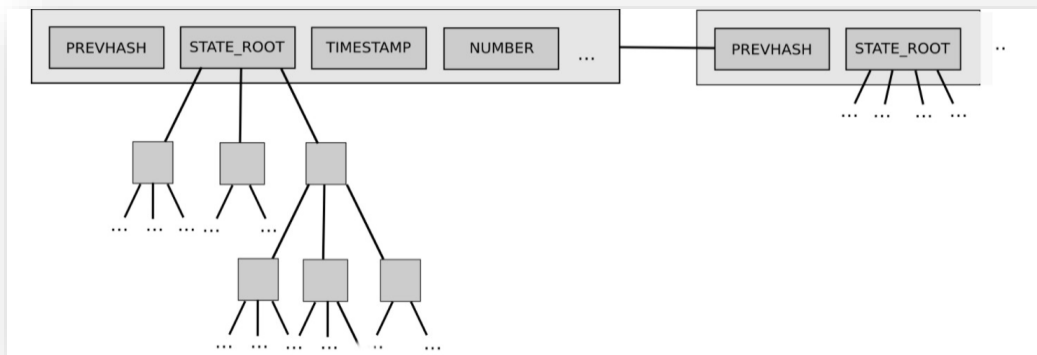 PREVHASH STATE_ROOT TIMESTAMP NUMBER ... PREVHASH STATE_ROOT ..
... ... ... ...
... ... ... ... ...
... ... ... ... .. ...